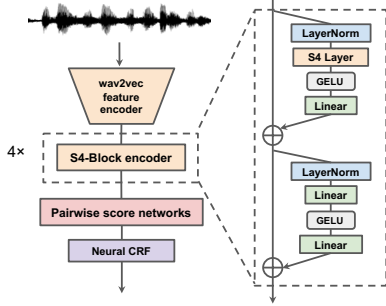 wav2vec
feature
encoder
4×
S4-Block encoder
Pairwise score networks
Neural CRF
LayerNorm
S4 Layer
GELU
Linear
LayerNorm
Linear
GELU
Linear